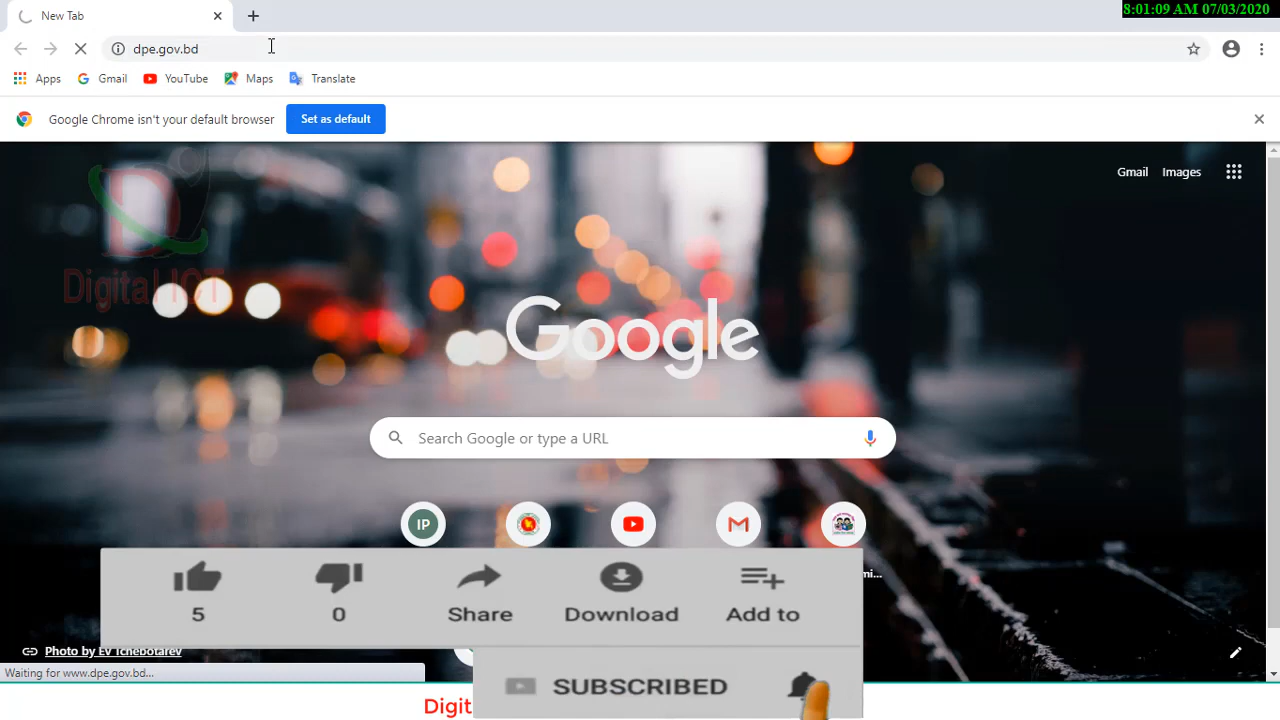 New Tab
8:01:09 AM 07/03/2020
dpe.gov.bd
Apps Gmail YouTube Maps Translate
Google Chrome isn't your default browser Set as default
Gmail Images
Digital ICT
Google
Search Google or type a URL
IP
mi...
5 0 Share Download Add to
Photo by EV Tchebotarev
Waiting for www.dpe.gov.bd...
SUBSCRIBED
Digit